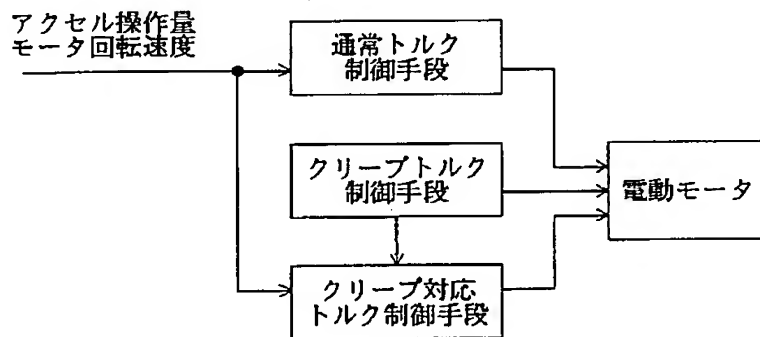 アクセル操作量
モータ回転速度
通常トルク
制御手段
クリープトルク
制御手段
電動モータ
クリープ対応
トルク制御手段